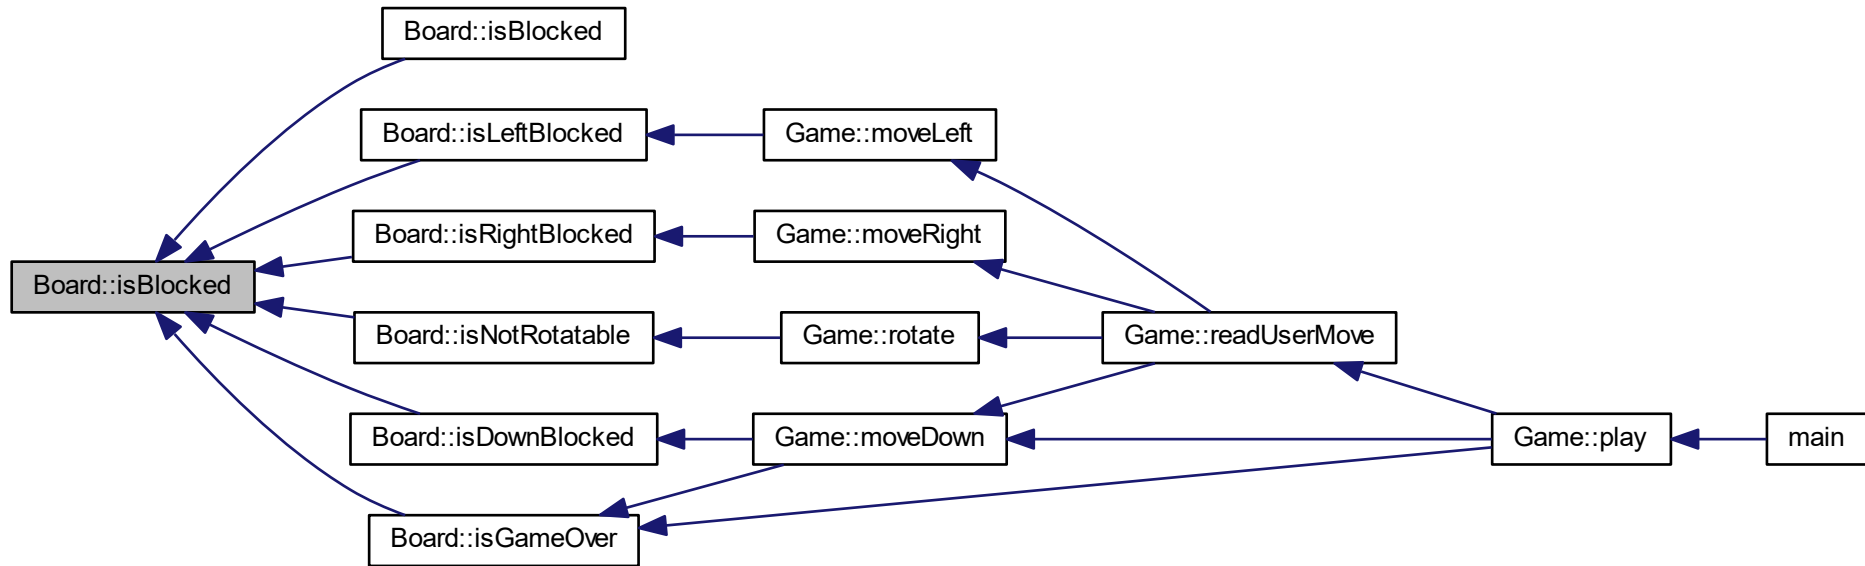 Board::isBlocked
Board::isLeftBlocked
Game::moveLeft
Board::isRightBlocked
Game::moveRight
Board::isBlocked
Board::isNotRotatable
Game::rotate
Game::readUserMove
Board::isDownBlocked
Game::moveDown
Game::play
main
Board::isGameOver